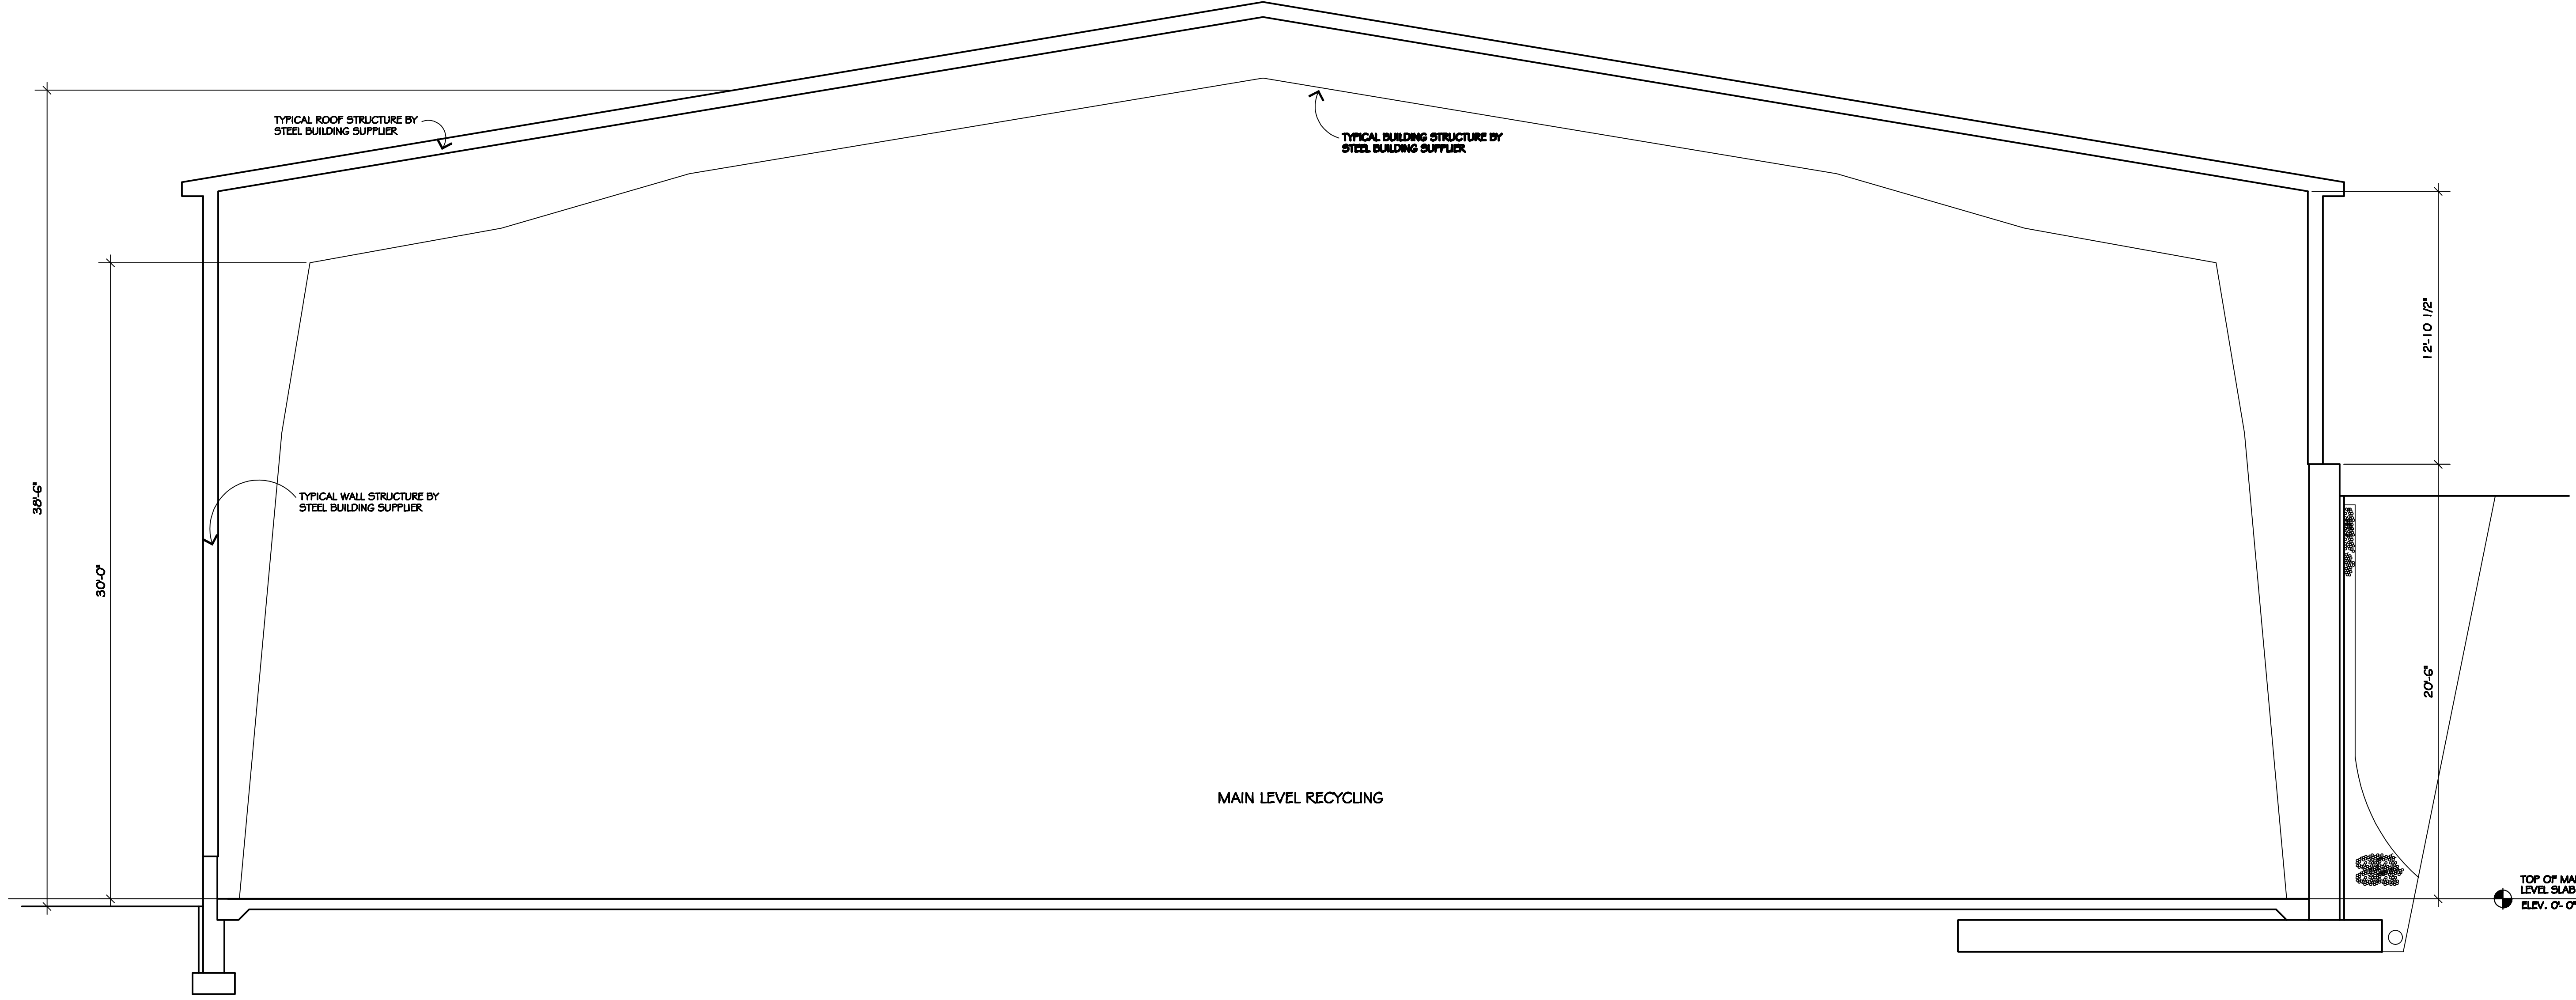 TYPICAL ROOF STRUCTURE BY
STEEL BUILDING SUPPLIER
TYPICAL BUILDING STRUCTURE BY
STEEL BUILDING SUPPLIER
12'-10 1/2"
38'-6"
TYPICAL WALL STRUCTURE BY
STEEL BUILDING SUPPLIER
30'-0"
20'-6"
MAIN LEVEL RECYCLING
TOP OF MAI
LEVEL SLAB
ELEV. 0'- 0"